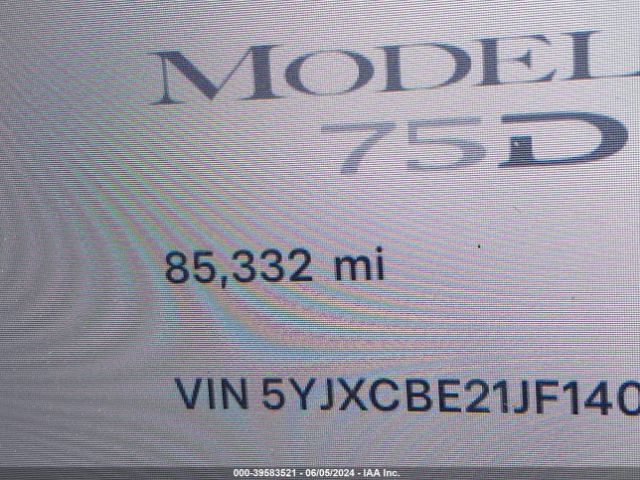 MODEL
75D
85,332 mi
VIN 5YJXCBE21JF140
000-39583521 - 06/05/2024 - IAA Inc.